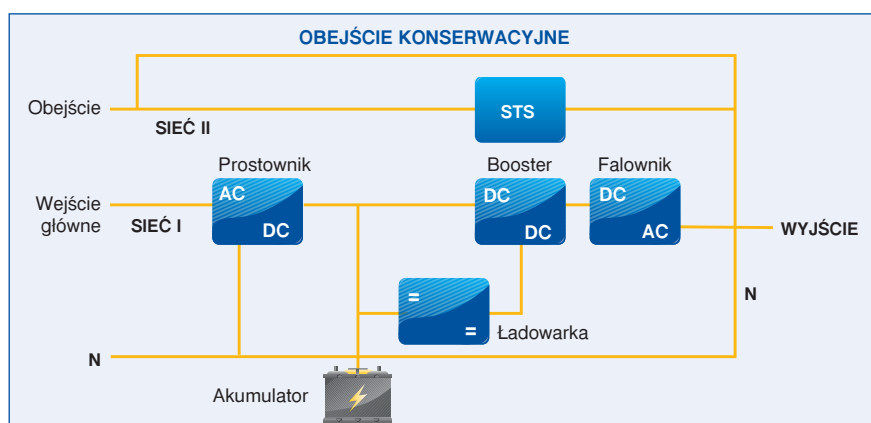 OBEJŚCIE KONSERWACYJNE
Obejście
SIEĆ II
STS
Prostownik
Booster
Falownik
Wejście
główne
SIEĆ I
AC
DC
DC
DC
DC
AC
WYJŚCIE
=
=
Ładowarka
N
N
Akumulator